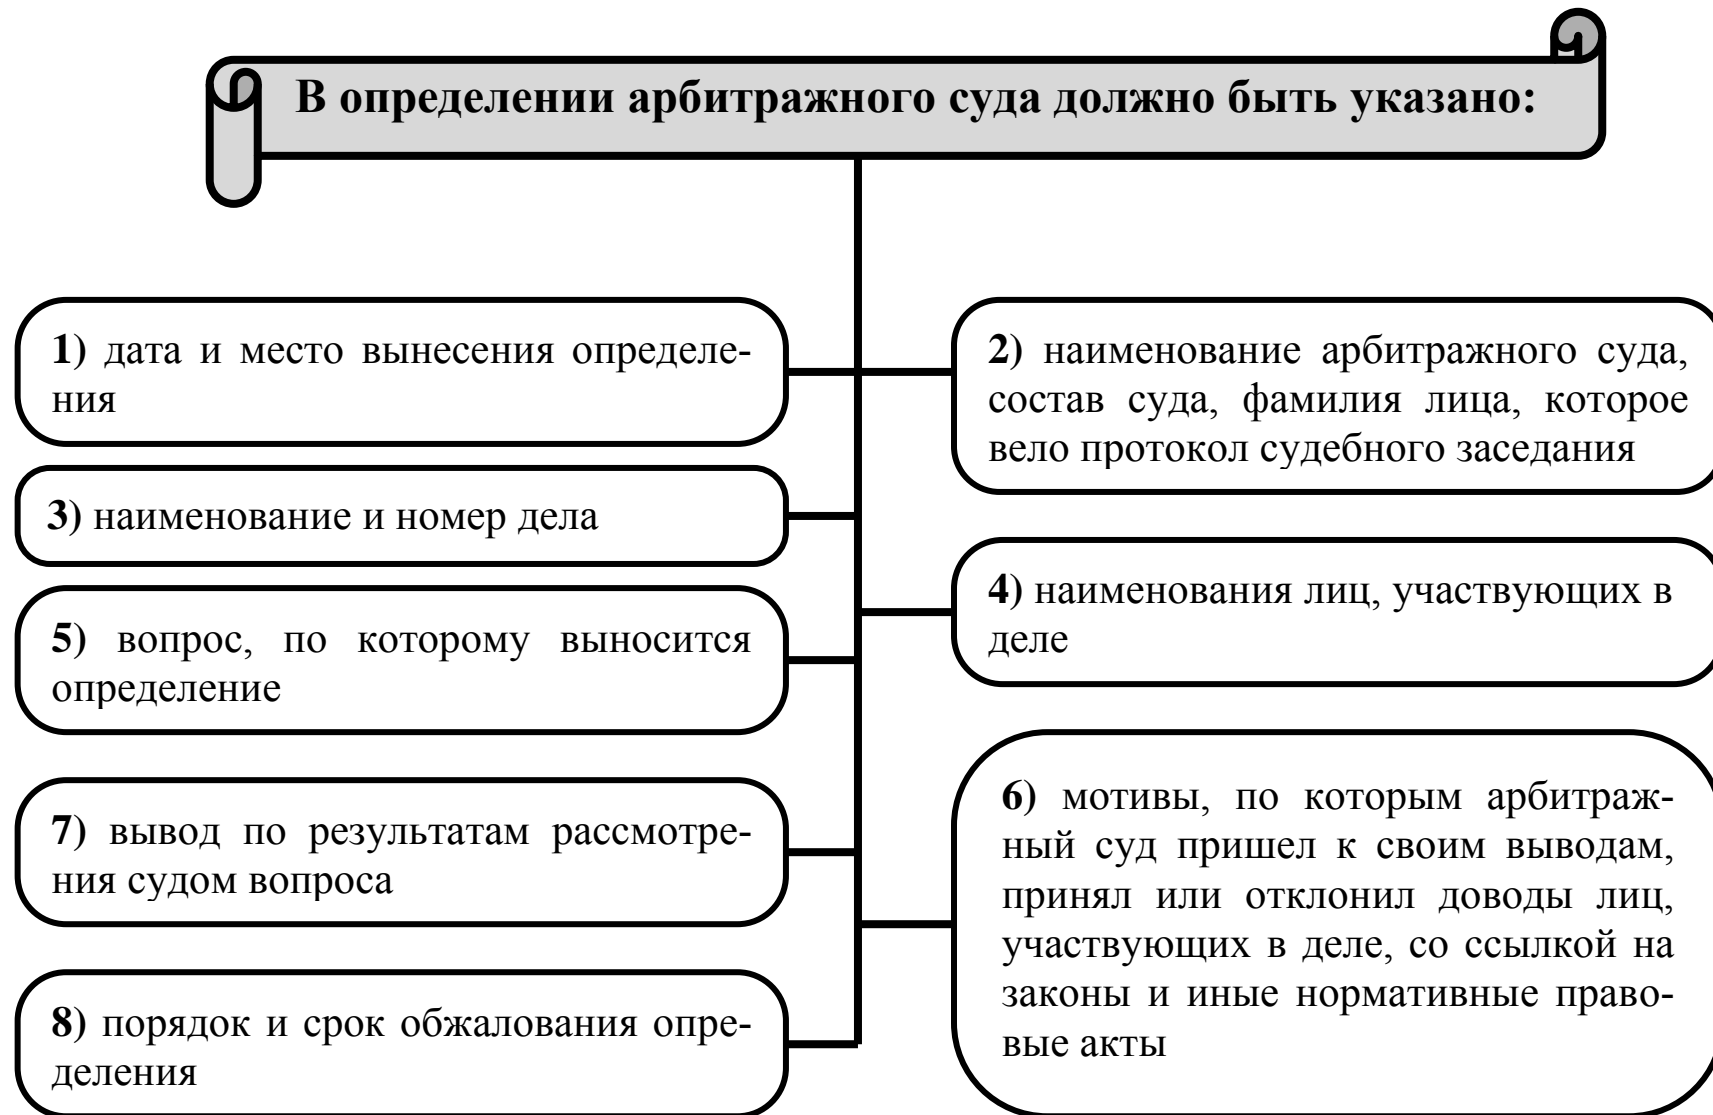 В определении арбитражного суда должно быть указано:
1) дата и место вынесения определе-
ния
2) наименование арбитражного суда,
состав суда, фамилия лица, которое
вело протокол судебного заседания
3) наименование и номер дела
4) наименования лиц, участвующих в
деле
5) вопрос, по которому выносится
определение
6) мотивы, по которым арбитраж-
ный суд пришел к своим выводам,
принял или отклонил доводы лиц,
участвующих в деле, со ссылкой на
законы и иные нормативные право-
вые акты
7) вывод по результатам рассмотре-
ния судом вопроса
8) порядок и срок обжалования опре-
деления